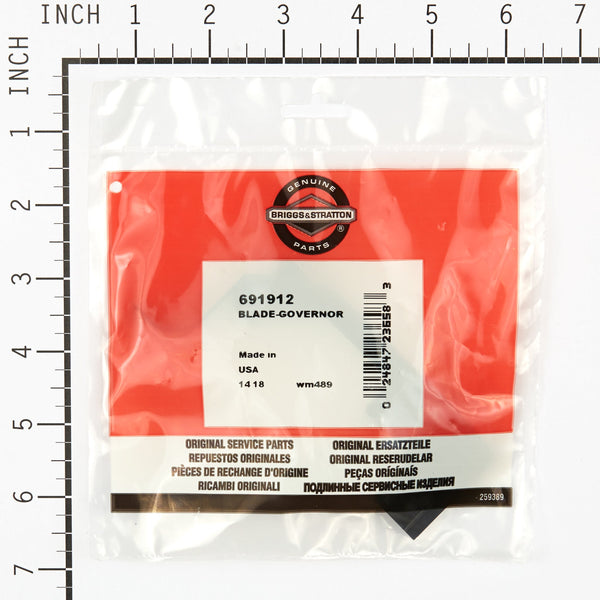 INCH 1 2 3 4 5 6 7
INCH
1
2
3
4
5
6
7
GENUINE
BRIGGS&STRATTON
®
PARTS
691912
BLADE-GOVERNOR
Made in
USA
1418 wm489
0 24847 23658 3
ORIGINAL SERVICE PARTS ORIGINAL ERSATZTEILE
REPUESTOS ORIGINALES ORIGINAL RESERUDELAR
PIÈCES DE RECHANGE D'ORIGINE PEÇAS ORIGÍNAIS
RICAMBI ORIGINALI ПОДЛИННЫЕ СЕРВИСНЫЕ ИЗДЕЛИЯ
259389